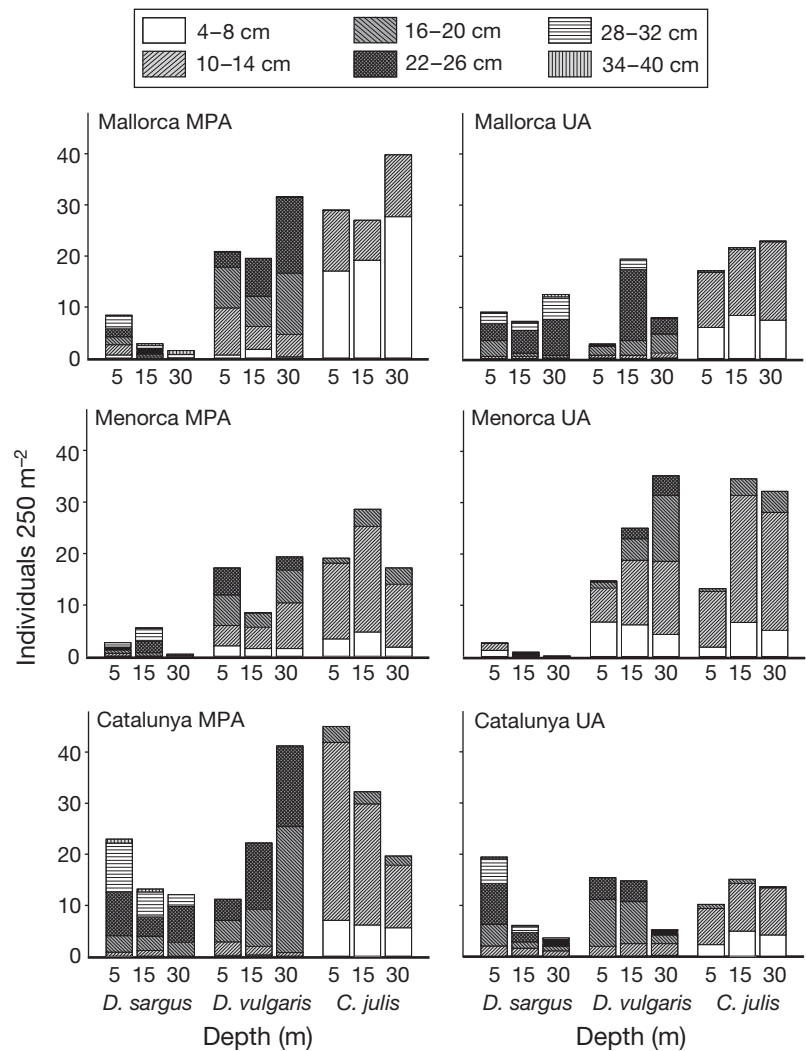 4–8 cm
10–14 cm
16–20 cm
22–26 cm
28–32 cm
34–40 cm
Mallorca MPA
Mallorca UA
40
30
20
10
0
5 15 30 5 15 30 5 15 30
5 15 30 5 15 30 5 15 30
Menorca MPA
Menorca UA
Individuals 250 m⁻²
40
30
20
10
0
5 15 30 5 15 30 5 15 30
5 15 30 5 15 30 5 15 30
Catalunya MPA
Catalunya UA
40
30
20
10
0
5 15 30 5 15 30 5 15 30
D. sargus D. vulgaris C. julis
Depth (m)
5 15 30 5 15 30 5 15 30
D. sargus D. vulgaris C. julis
Depth (m)